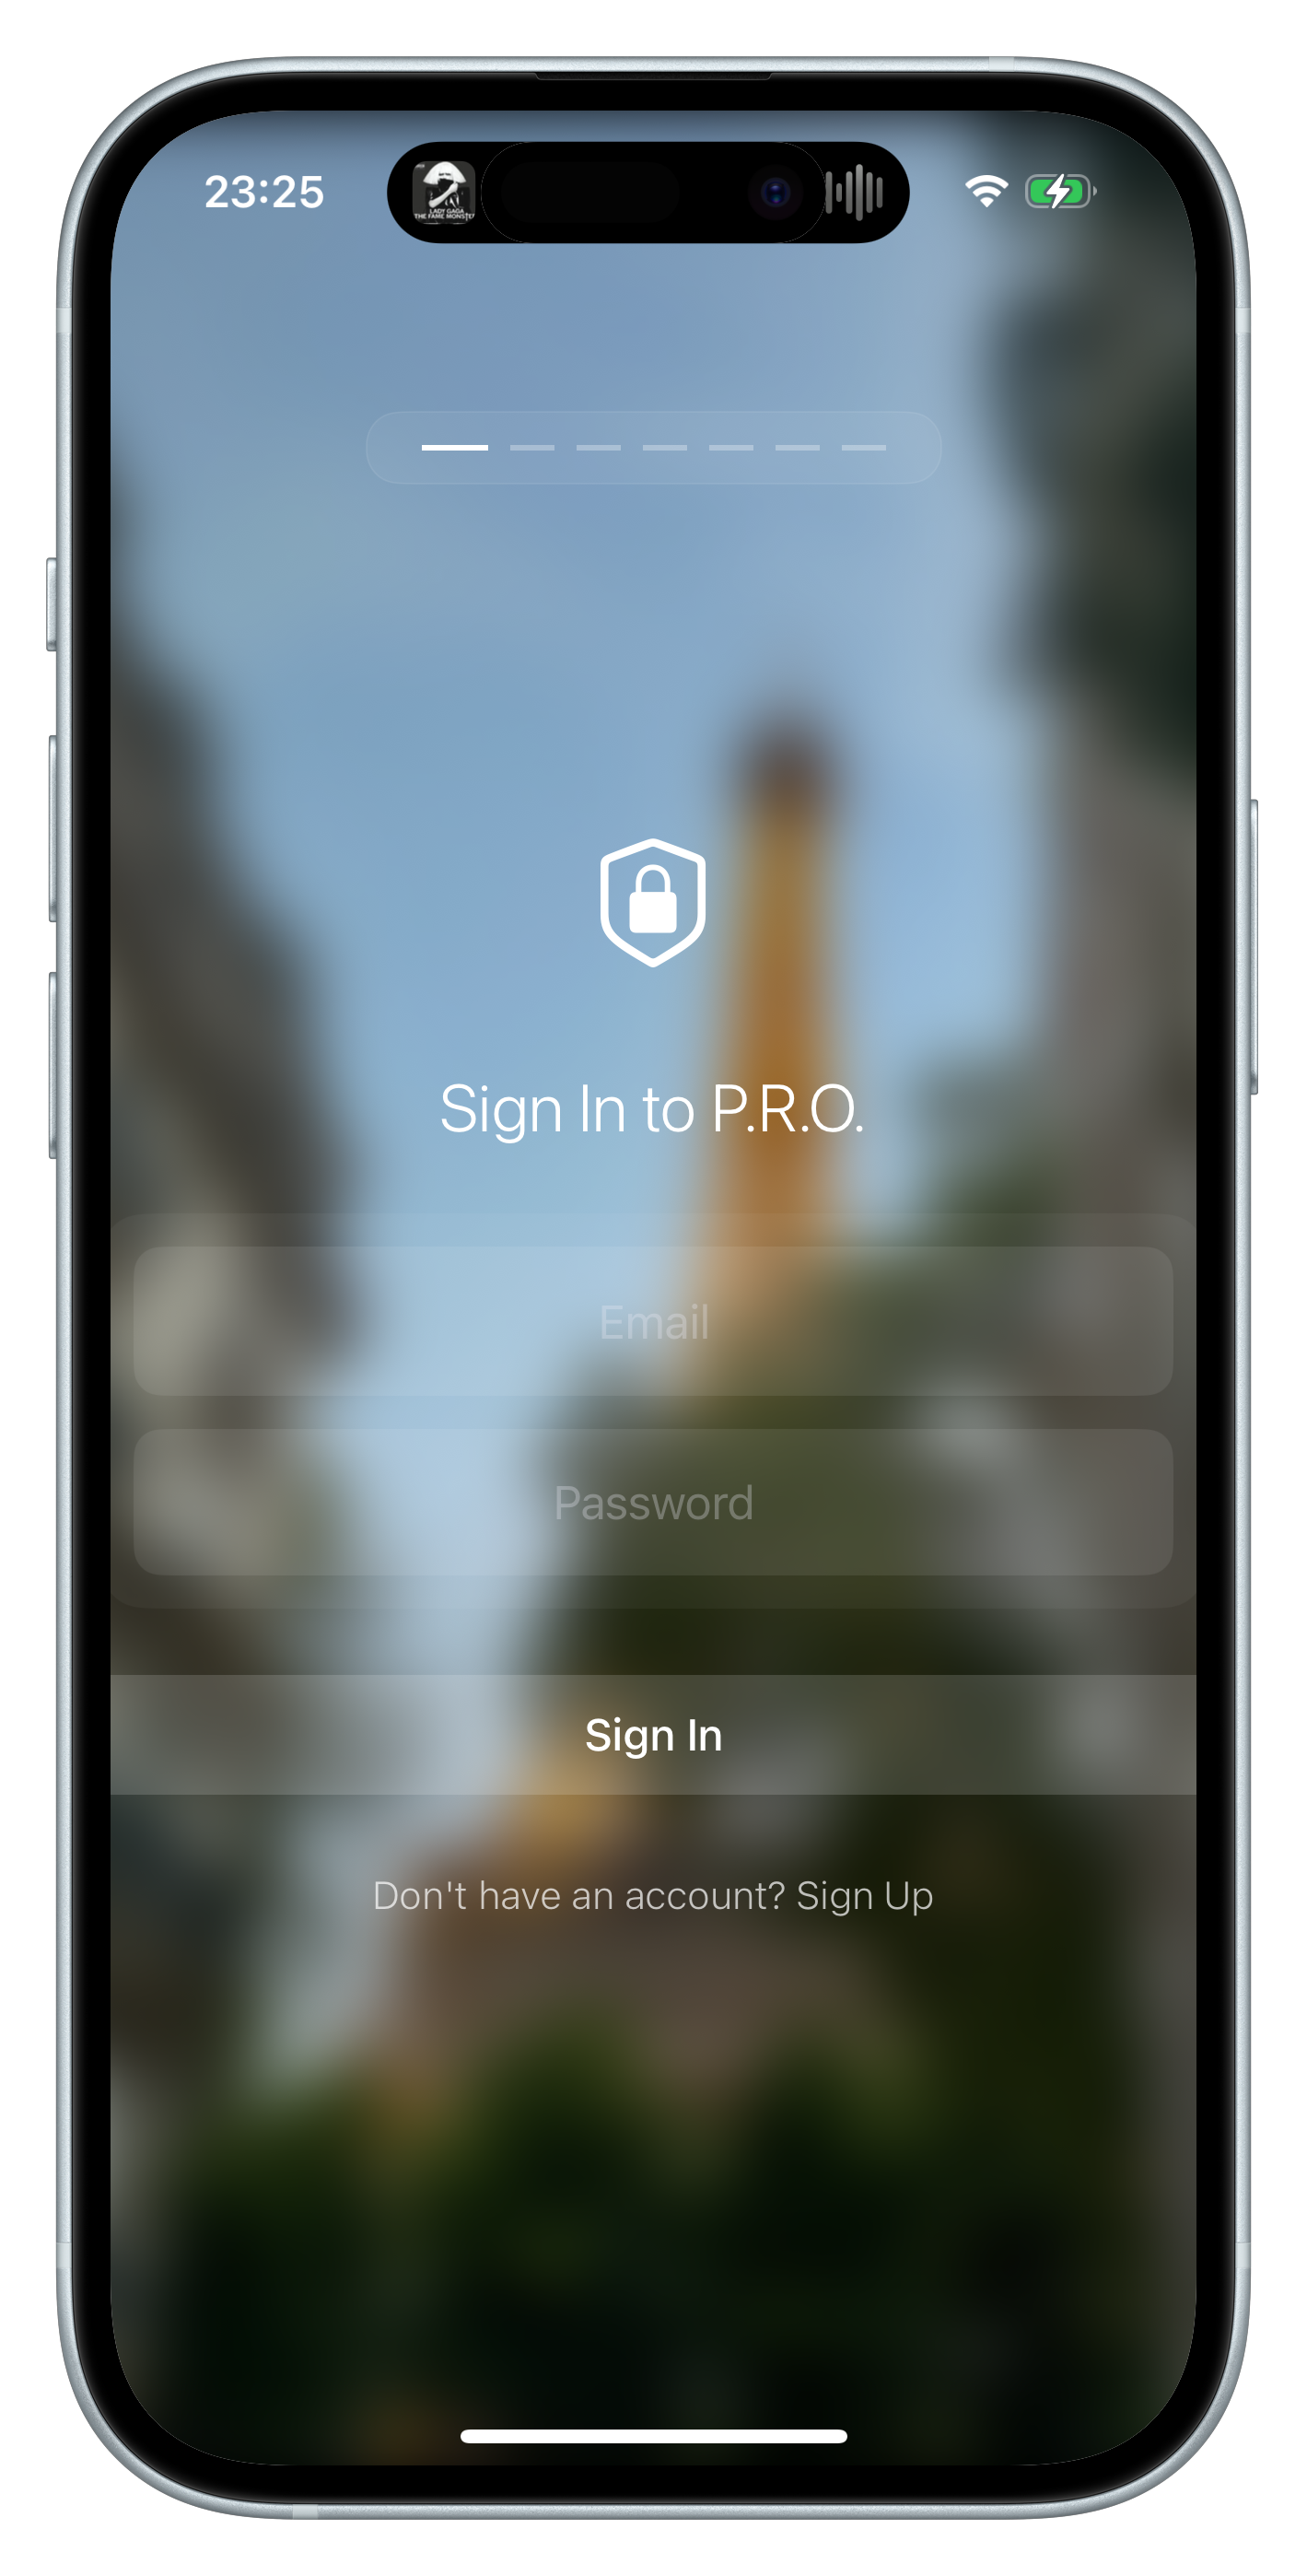 23:25
LADY GAGA
THE FAME MONSTER
Sign In to P.R.O.
Email
Password
Sign In
Don't have an account? Sign Up